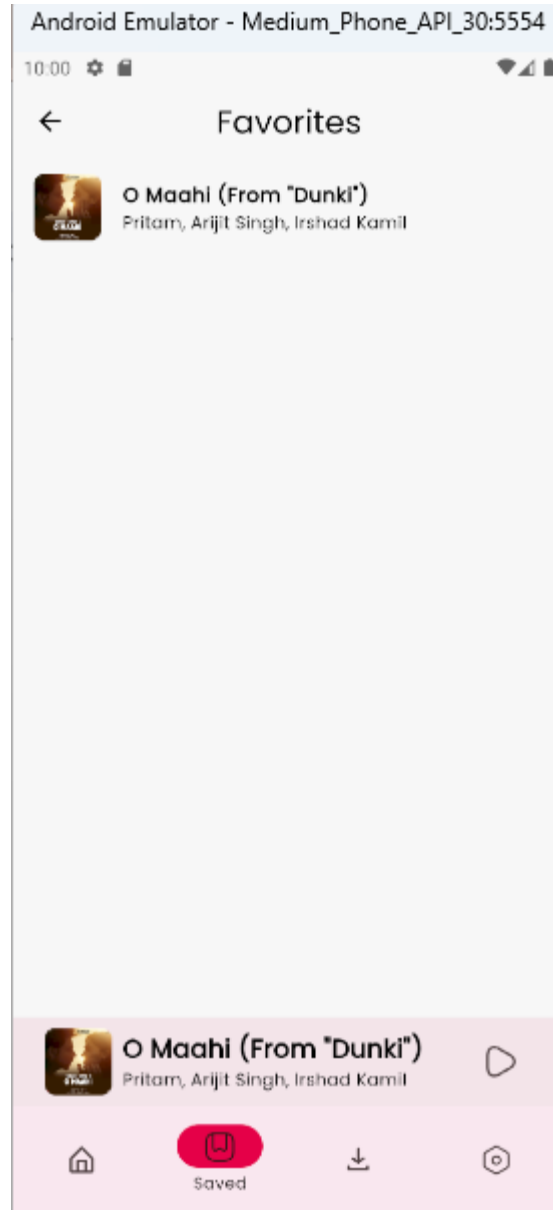 Android Emulator - Medium_Phone_API_30:5554
10:00
Favorites
O Maahi (From "Dunki")
Pritam, Arijit Singh, Irshad Kamil
O Maahi (From "Dunki")
Pritam, Arijit Singh, Irshad Kamil
Saved